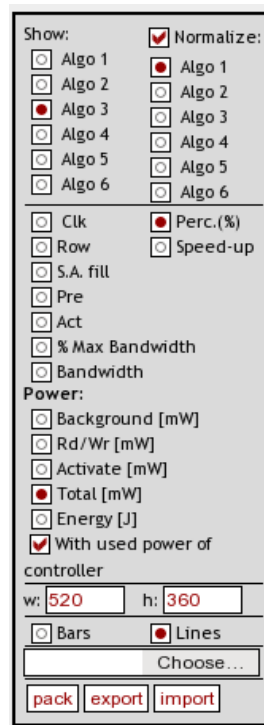 Show:
Normalize:
Algo 1
Algo 1
Algo 2
Algo 2
Algo 3
Algo 3
Algo 4
Algo 4
Algo 5
Algo 5
Algo 6
Algo 6
Clk
Perc.(%)
Row
Speed-up
S.A. fill
Pre
Act
% Max Bandwidth
Bandwidth
Power:
Background [mW]
Rd/Wr [mW]
Activate [mW]
Total [mW]
Energy [J]
With used power of
controller
w: 520 h: 360
Bars
Lines
Choose...
pack export import